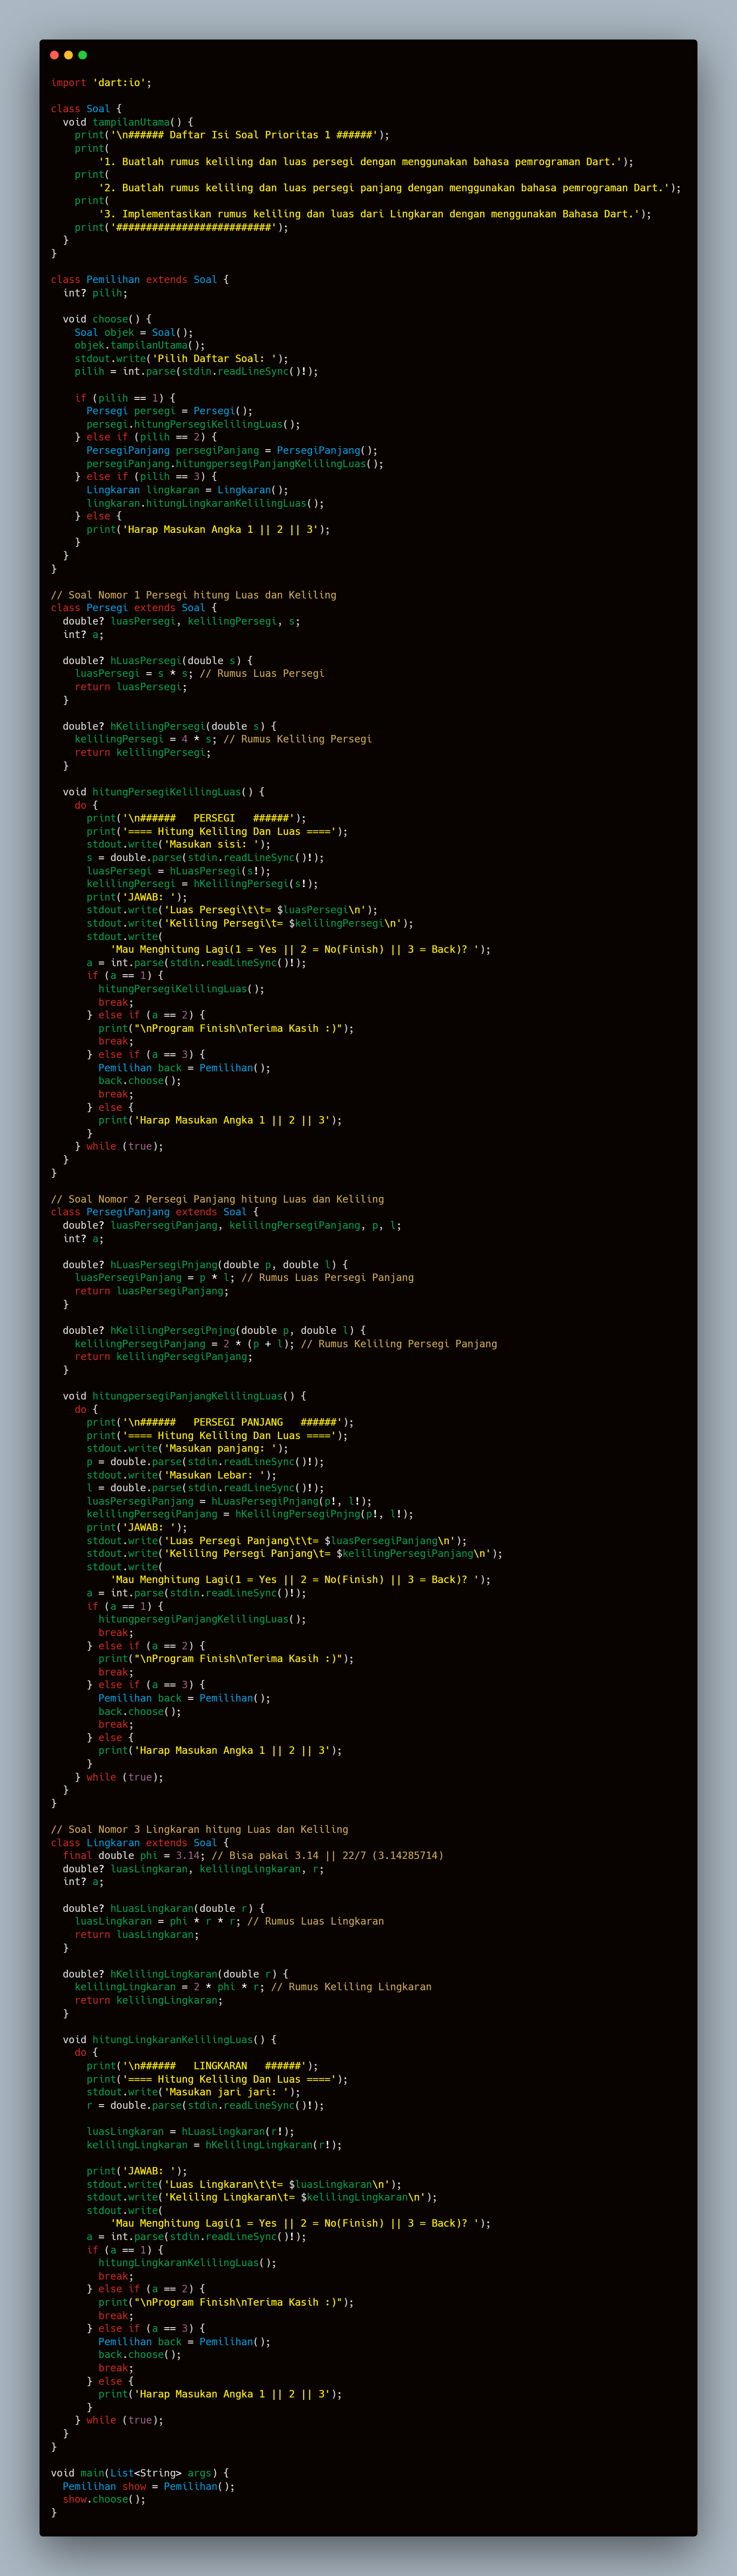 import 'dart:io';

class Soal {
  void tampilanUtama() {
    print('\n###### Daftar Isi Soal Prioritas 1 ######');
    print(
        '1. Buatlah rumus keliling dan luas persegi dengan menggunakan bahasa pemrograman Dart.');
    print(
        '2. Buatlah rumus keliling dan luas persegi panjang dengan menggunakan bahasa pemrograman Dart.');
    print(
        '3. Implementasikan rumus keliling dan luas dari Lingkaran dengan menggunakan Bahasa Dart.');
    print('##########################');
  }
}

class Pemilihan extends Soal {
  int? pilih;

  void choose() {
    Soal objek = Soal();
    objek.tampilanUtama();
    stdout.write('Pilih Daftar Soal: ');
    pilih = int.parse(stdin.readLineSync()!);

    if (pilih == 1) {
      Persegi persegi = Persegi();
      persegi.hitungPersegiKelilingLuas();
    } else if (pilih == 2) {
      PersegiPanjang persegiPanjang = PersegiPanjang();
      persegiPanjang.hitungpersegiPanjangKelilingLuas();
    } else if (pilih == 3) {
      Lingkaran lingkaran = Lingkaran();
      lingkaran.hitungLingkaranKelilingLuas();
    } else {
      print('Harap Masukan Angka 1 || 2 || 3');
    }
  }
}

// Soal Nomor 1 Persegi hitung Luas dan Keliling
class Persegi extends Soal {
  double? luasPersegi, kelilingPersegi, s;
  int? a;

  double? hLuasPersegi(double s) {
    luasPersegi = s * s; // Rumus Luas Persegi
    return luasPersegi;
  }

  double? hKelilingPersegi(double s) {
    kelilingPersegi = 4 * s; // Rumus Keliling Persegi
    return kelilingPersegi;
  }

  void hitungPersegiKelilingLuas() {
    do {
      print('\n######   PERSEGI   ######');
      print('==== Hitung Keliling Dan Luas ====');
      stdout.write('Masukan sisi: ');
      s = double.parse(stdin.readLineSync()!);
      luasPersegi = hLuasPersegi(s!);
      kelilingPersegi = hKelilingPersegi(s!);
      print('JAWAB: ');
      stdout.write('Luas Persegi\t\t= $luasPersegi\n');
      stdout.write('Keliling Persegi\t= $kelilingPersegi\n');
      stdout.write(
          'Mau Menghitung Lagi(1 = Yes || 2 = No(Finish) || 3 = Back)? ');
      a = int.parse(stdin.readLineSync()!);
      if (a == 1) {
        hitungPersegiKelilingLuas();
        break;
      } else if (a == 2) {
        print("\nProgram Finish\nTerima Kasih :)");
        break;
      } else if (a == 3) {
        Pemilihan back = Pemilihan();
        back.choose();
        break;
      } else {
        print('Harap Masukan Angka 1 || 2 || 3');
      }
    } while (true);
  }
}

// Soal Nomor 2 Persegi Panjang hitung Luas dan Keliling
class PersegiPanjang extends Soal {
  double? luasPersegiPanjang, kelilingPersegiPanjang, p, l;
  int? a;

  double? hLuasPersegiPnjang(double p, double l) {
    luasPersegiPanjang = p * l; // Rumus Luas Persegi Panjang
    return luasPersegiPanjang;
  }

  double? hKelilingPersegiPnjng(double p, double l) {
    kelilingPersegiPanjang = 2 * (p + l); // Rumus Keliling Persegi Panjang
    return kelilingPersegiPanjang;
  }

  void hitungpersegiPanjangKelilingLuas() {
    do {
      print('\n######   PERSEGI PANJANG   ######');
      print('==== Hitung Keliling Dan Luas ====');
      stdout.write('Masukan panjang: ');
      p = double.parse(stdin.readLineSync()!);
      stdout.write('Masukan Lebar: ');
      l = double.parse(stdin.readLineSync()!);
      luasPersegiPanjang = hLuasPersegiPnjang(p!, l!);
      kelilingPersegiPanjang = hKelilingPersegiPnjng(p!, l!);
      print('JAWAB: ');
      stdout.write('Luas Persegi Panjang\t\t= $luasPersegiPanjang\n');
      stdout.write('Keliling Persegi Panjang\t= $kelilingPersegiPanjang\n');
      stdout.write(
          'Mau Menghitung Lagi(1 = Yes || 2 = No(Finish) || 3 = Back)? ');
      a = int.parse(stdin.readLineSync()!);
      if (a == 1) {
        hitungpersegiPanjangKelilingLuas();
        break;
      } else if (a == 2) {
        print("\nProgram Finish\nTerima Kasih :)");
        break;
      } else if (a == 3) {
        Pemilihan back = Pemilihan();
        back.choose();
        break;
      } else {
        print('Harap Masukan Angka 1 || 2 || 3');
      }
    } while (true);
  }
}

// Soal Nomor 3 Lingkaran hitung Luas dan Keliling
class Lingkaran extends Soal {
  final double phi = 3.14; // Bisa pakai 3.14 || 22/7 (3.14285714)
  double? luasLingkaran, kelilingLingkaran, r;
  int? a;

  double? hLuasLingkaran(double r) {
    luasLingkaran = phi * r * r; // Rumus Luas Lingkaran
    return luasLingkaran;
  }

  double? hKelilingLingkaran(double r) {
    kelilingLingkaran = 2 * phi * r; // Rumus Keliling Lingkaran
    return kelilingLingkaran;
  }

  void hitungLingkaranKelilingLuas() {
    do {
      print('\n######   LINGKARAN   ######');
      print('==== Hitung Keliling Dan Luas ====');
      stdout.write('Masukan jari jari: ');
      r = double.parse(stdin.readLineSync()!);

      luasLingkaran = hLuasLingkaran(r!);
      kelilingLingkaran = hKelilingLingkaran(r!);

      print('JAWAB: ');
      stdout.write('Luas Lingkaran\t\t= $luasLingkaran\n');
      stdout.write('Keliling Lingkaran\t= $kelilingLingkaran\n');
      stdout.write(
          'Mau Menghitung Lagi(1 = Yes || 2 = No(Finish) || 3 = Back)? ');
      a = int.parse(stdin.readLineSync()!);
      if (a == 1) {
        hitungLingkaranKelilingLuas();
        break;
      } else if (a == 2) {
        print("\nProgram Finish\nTerima Kasih :)");
        break;
      } else if (a == 3) {
        Pemilihan back = Pemilihan();
        back.choose();
        break;
      } else {
        print('Harap Masukan Angka 1 || 2 || 3');
      }
    } while (true);
  }
}

void main(List<String> args) {
  Pemilihan show = Pemilihan();
  show.choose();
}